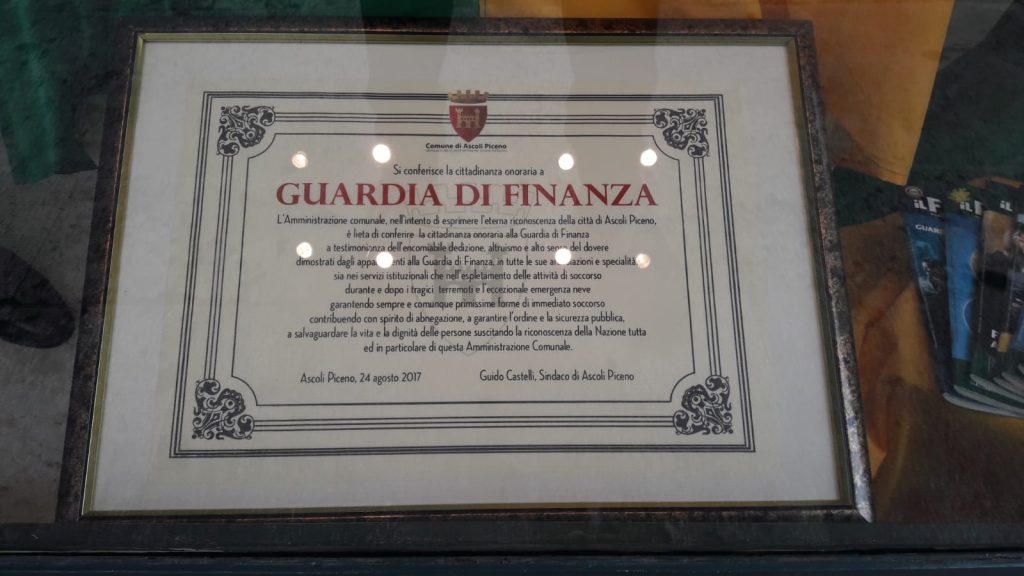 Comune di Ascoli Piceno
Si conferisce la cittadinanza onoraria a
GUARDIA DI FINANZA
L'Amministrazione comunale, nell'intento di esprimere l'eterna riconoscenza della città di Ascoli Piceno,
è lieta di conferire la cittadinanza onoraria alla Guardia di Finanza
a testimonianza dell'encomiabile dedizione, altruismo e alto senso del dovere
dimostrati dagli appartenenti alla Guardia di Finanza, in tutte le sue articolazioni e specialità,
sia nei servizi istituzionali che nell'espletamento delle attività di soccorso
durante e dopo i tragici terremoti e l'eccezionale emergenza neve
garantendo sempre e comunque primissime forme di immediato soccorso
contribuendo con spirito di abnegazione, a garantire l'ordine e la sicurezza pubblica,
a salvaguardare la vita e la dignità delle persone suscitando la riconoscenza della Nazione tutta
ed in particolare di questa Amministrazione Comunale.
Ascoli Piceno, 24 agosto 2017
Guido Castelli, Sindaco di Ascoli Piceno
iL F
GUAR
iL F
iL